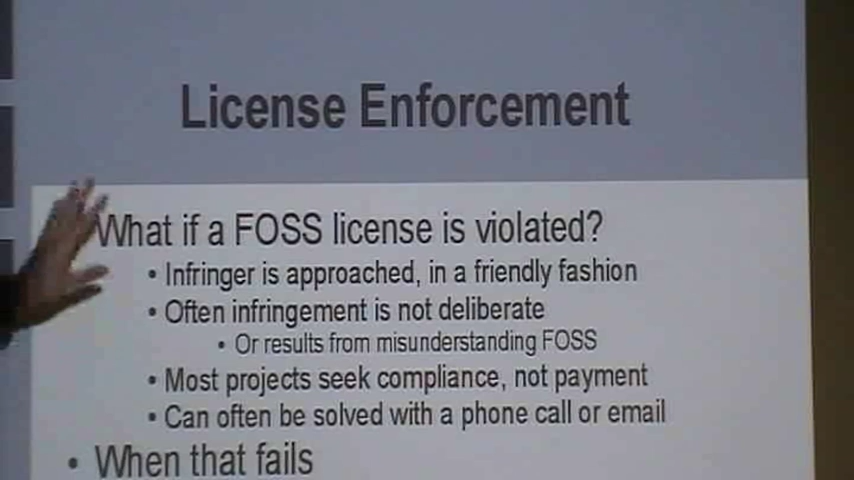 License Enforcement
What if a FOSS license is violated?
• Infringer is approached, in a friendly fashion
• Often infringement is not deliberate
• Or results from misunderstanding FOSS
• Most projects seek compliance, not payment
• Can often be solved with a phone call or email
• When that fails